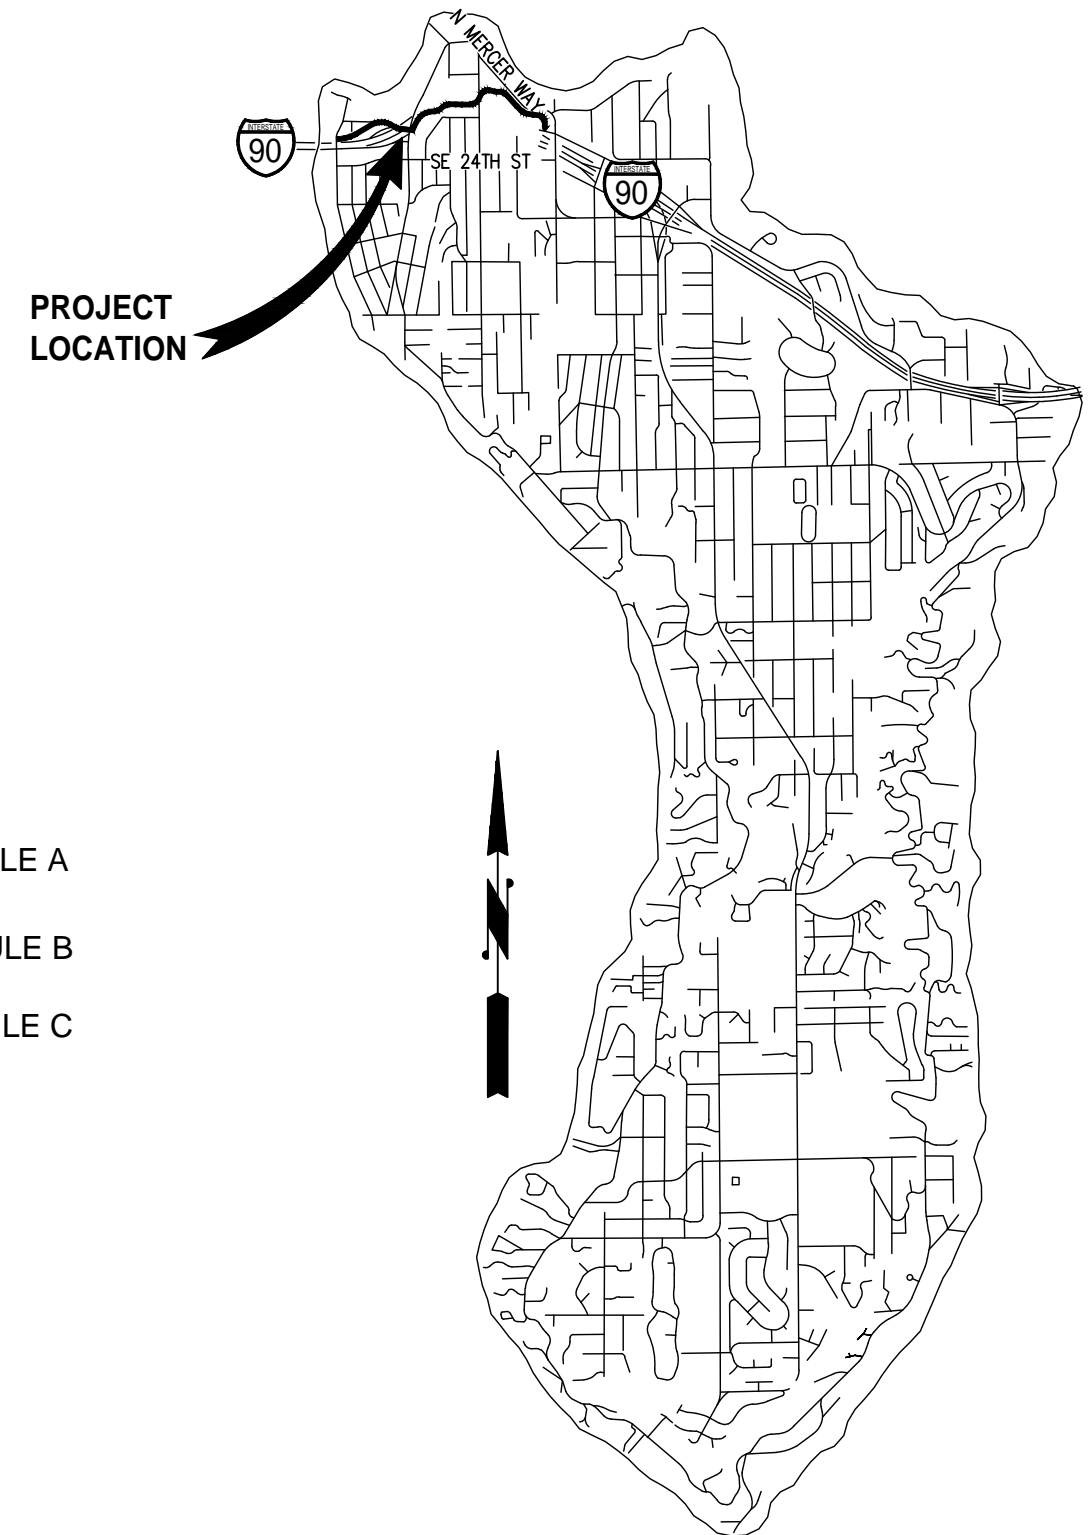 N MERCER WAY
INTERSTATE
90
SE 24TH ST
INTERSTATE
90
PROJECT
LOCATION
LE A
ULE B
LE C
N